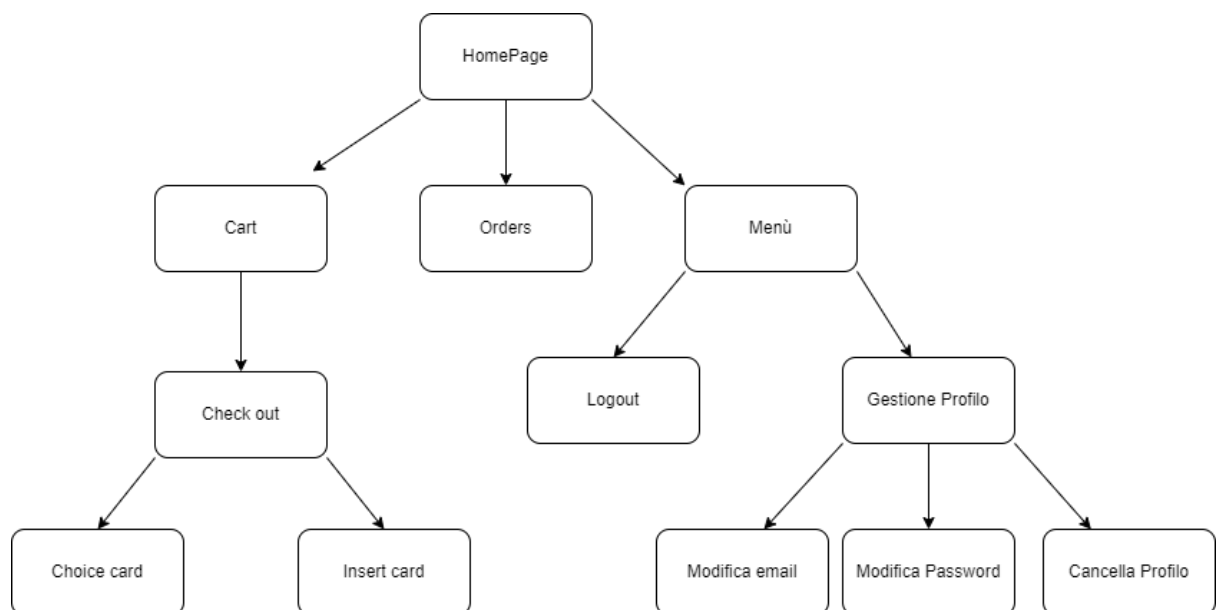 HomePage
Cart
Orders
Menù
Logout
Gestione Profilo
Check out
Choice card
Insert card
Modifica email
Modifica Password
Cancella Profilo